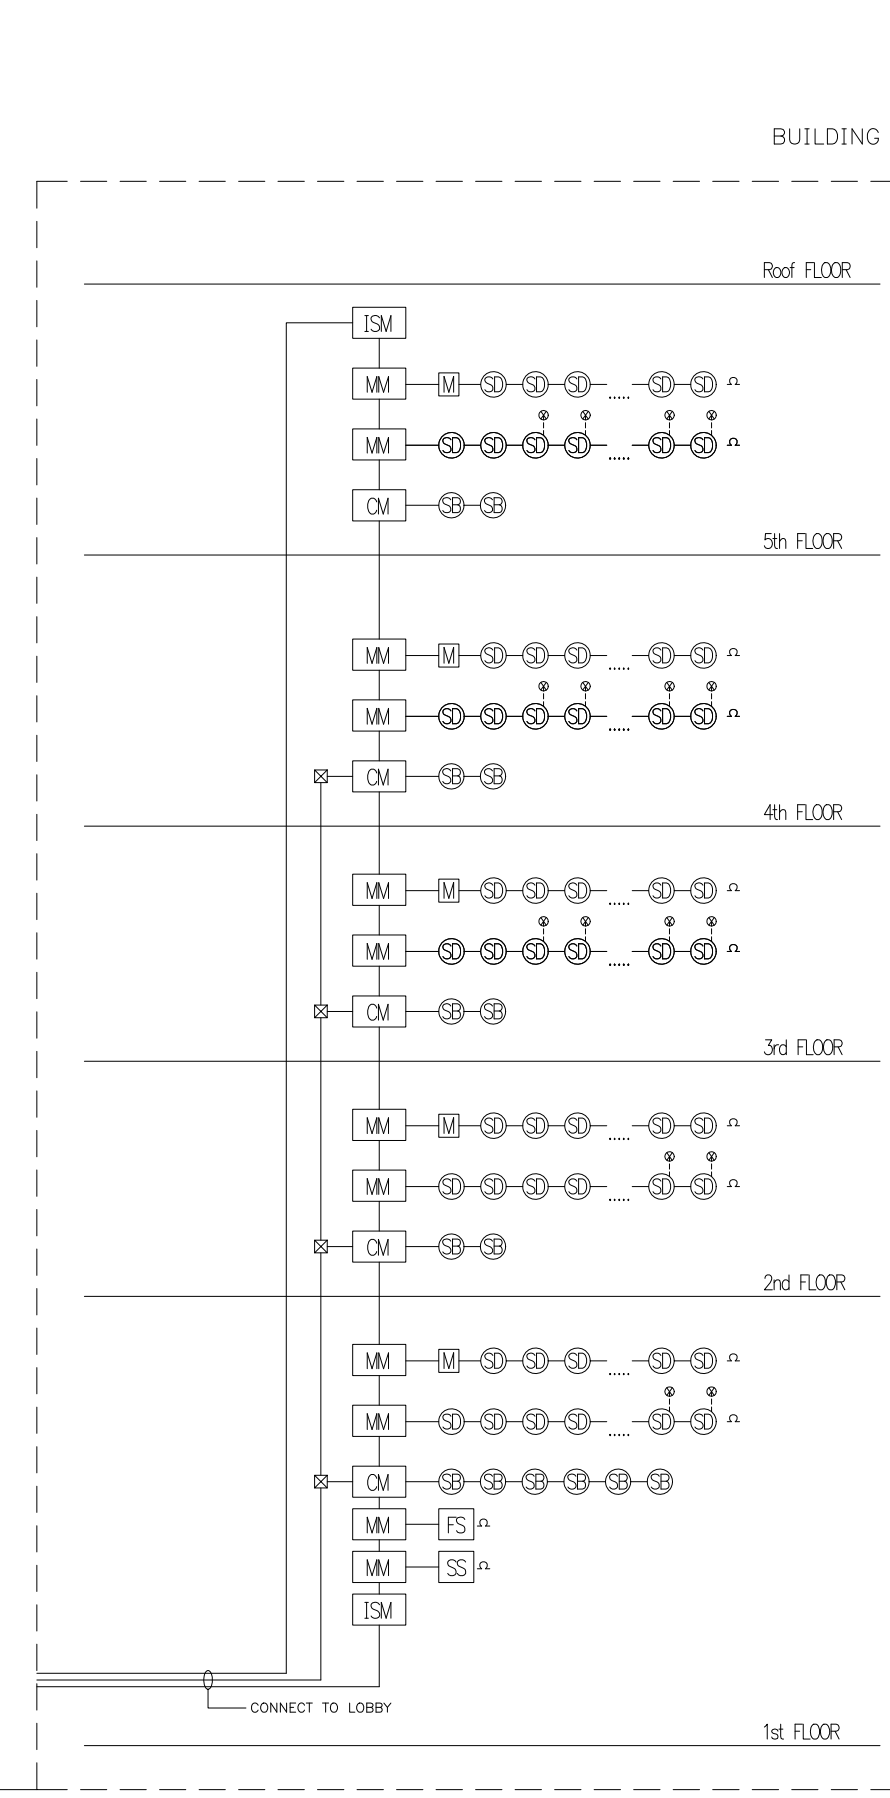 BUILDING
Roof FLOOR
ISM
MM M SD SD SD ..... SD SD Ω
MM SD SD SD SD ..... SD SD Ω
CM SB SB
5th FLOOR
MM M SD SD SD ..... SD SD Ω
MM SD SD SD SD ..... SD SD Ω
CM SB SB
4th FLOOR
MM M SD SD SD ..... SD SD Ω
MM SD SD SD SD ..... SD SD Ω
CM SB SB
3rd FLOOR
MM M SD SD SD ..... SD SD Ω
MM SD SD SD SD ..... SD SD Ω
CM SB SB
2nd FLOOR
MM M SD SD SD ..... SD SD Ω
MM SD SD SD SD ..... SD SD Ω
CM SB SB SB SB SB SB
MM FS Ω
MM SS Ω
ISM
CONNECT TO LOBBY
1st FLOOR